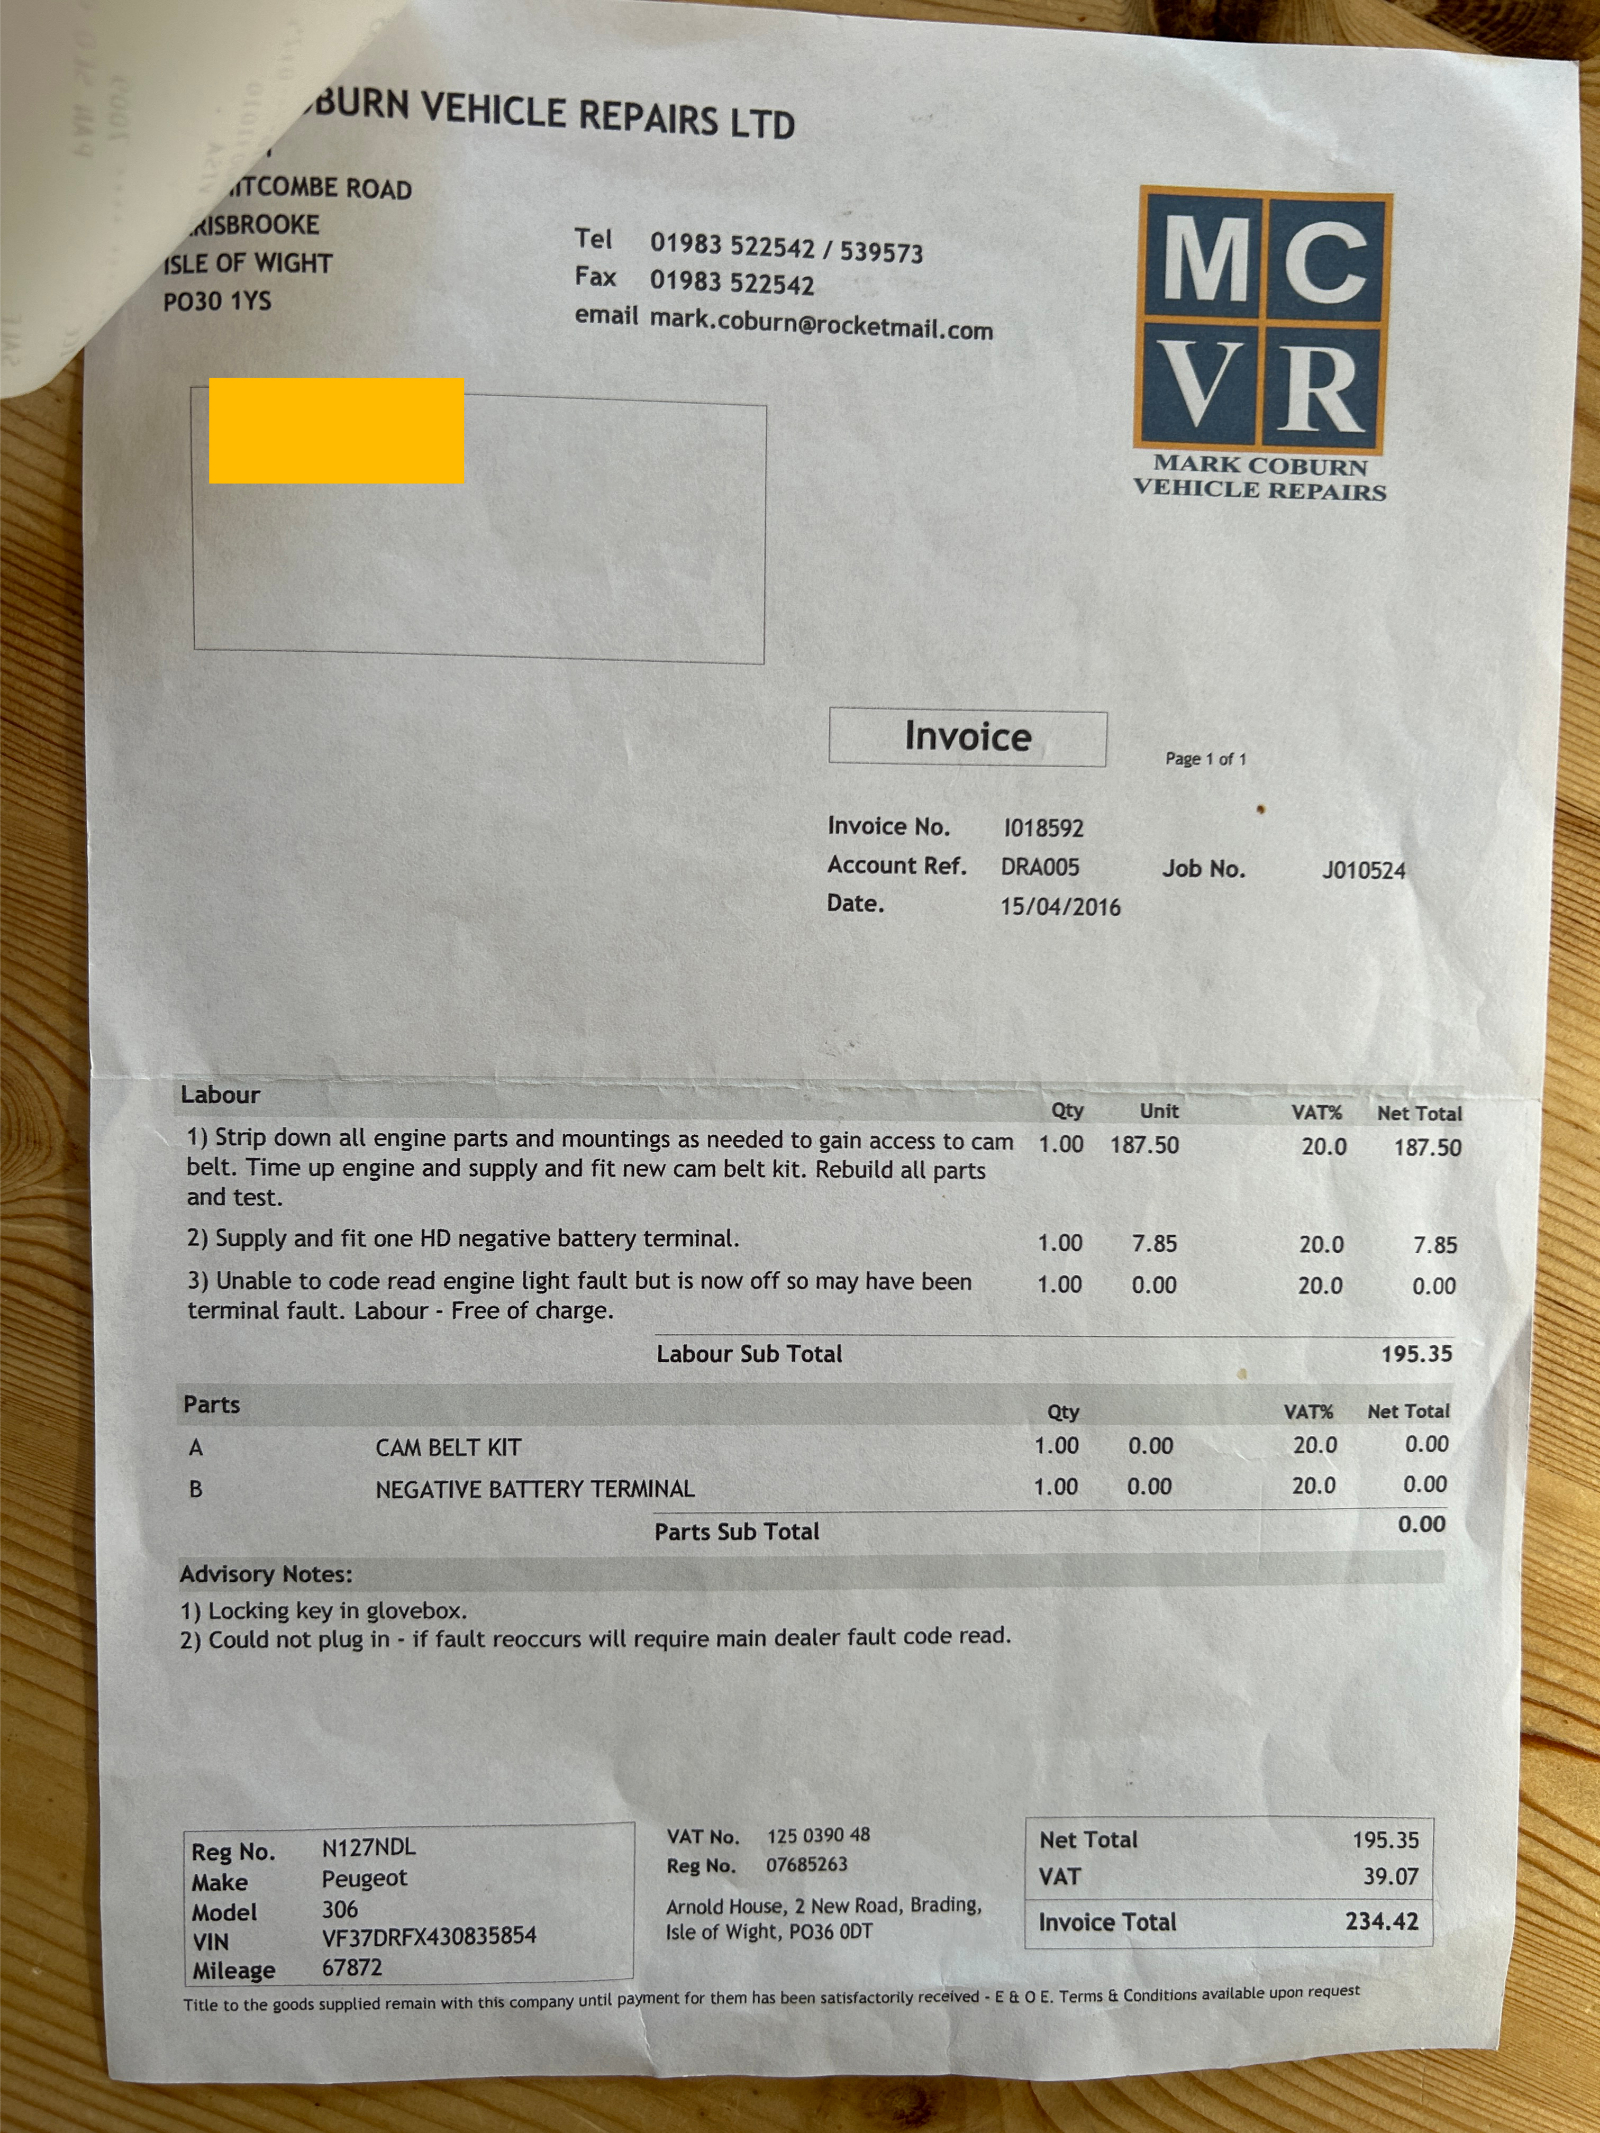 BURN VEHICLE REPAIRS LTD
ITCOMBE ROAD
RISBROOKE
ISLE OF WIGHT
PO30 1YS
Tel 01983 522542 / 539573
Fax 01983 522542
email mark.coburn@rocketmail.com
MC
VR
MARK COBURN
VEHICLE REPAIRS
Invoice
Page 1 of 1
Invoice No. I018592
Account Ref. DRA005 Job No. J010524
Date. 15/04/2016
Labour Qty Unit VAT% Net Total
1) Strip down all engine parts and mountings as needed to gain access to cam 1.00 187.50 20.0 187.50
belt. Time up engine and supply and fit new cam belt kit. Rebuild all parts
and test.
2) Supply and fit one HD negative battery terminal. 1.00 7.85 20.0 7.85
3) Unable to code read engine light fault but is now off so may have been 1.00 0.00 20.0 0.00
terminal fault. Labour - Free of charge.
Labour Sub Total 195.35
Parts Qty VAT% Net Total
A CAM BELT KIT 1.00 0.00 20.0 0.00
B NEGATIVE BATTERY TERMINAL 1.00 0.00 20.0 0.00
Parts Sub Total 0.00
Advisory Notes:
1) Locking key in glovebox.
2) Could not plug in - if fault reoccurs will require main dealer fault code read.
Reg No. N127NDL
Make Peugeot
Model 306
VIN VF37DRFX430835854
Mileage 67872
VAT No. 125 0390 48
Reg No. 07685263
Arnold House, 2 New Road, Brading,
Isle of Wight, PO36 0DT
Net Total 195.35
VAT 39.07
Invoice Total 234.42
Title to the goods supplied remain with this company until payment for them has been satisfactorily received - E & O E. Terms & Conditions available upon request